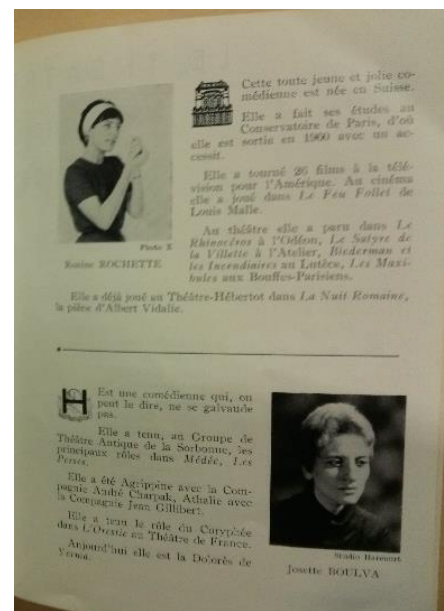 Cette toute jeune et jolie co-
médienne est née en Suisse.
Elle a fait ses études au
Conservatoire de Paris, d'où
elle est sortie en 1960 avec un ac-
cessit.
Elle a tourné 26 films à la télé-
vision pour l'Amérique. Au cinéma
elle a joué dans Le Feu Follet de
Louis Malle.
Au théâtre elle a paru dans Le
Rhinocéros à l'Odéon, Le Satyre de
la Villette à l'Atelier, Biederman et
les Incendiaires au Lutèce, Les Maxi-
bules aux Bouffes-Parisiens.
Photo X
ROCHETTE
Elle a déjà joué au Théâtre-Hébertot dans La Nuit Romaine,
la pièce d'Albert Vidalie.
H Est une comédienne qui, on
peut le dire, ne se galvaude
pas.
Elle a tenu, au Groupe de
Théâtre Antique de la Sorbonne, les
principaux rôles dans Médée, Les
Perses.
Elle a été Agrippine avec la Com-
pagnie André Charpak, Athalie avec
la Compagnie Jean Gillibert.
Elle a tenu le rôle du Coryphée
dans L'Orestie au Théâtre de France.
Aujourd'hui elle est la Dolorès de
Studio Harcourt
Josette BOULVA